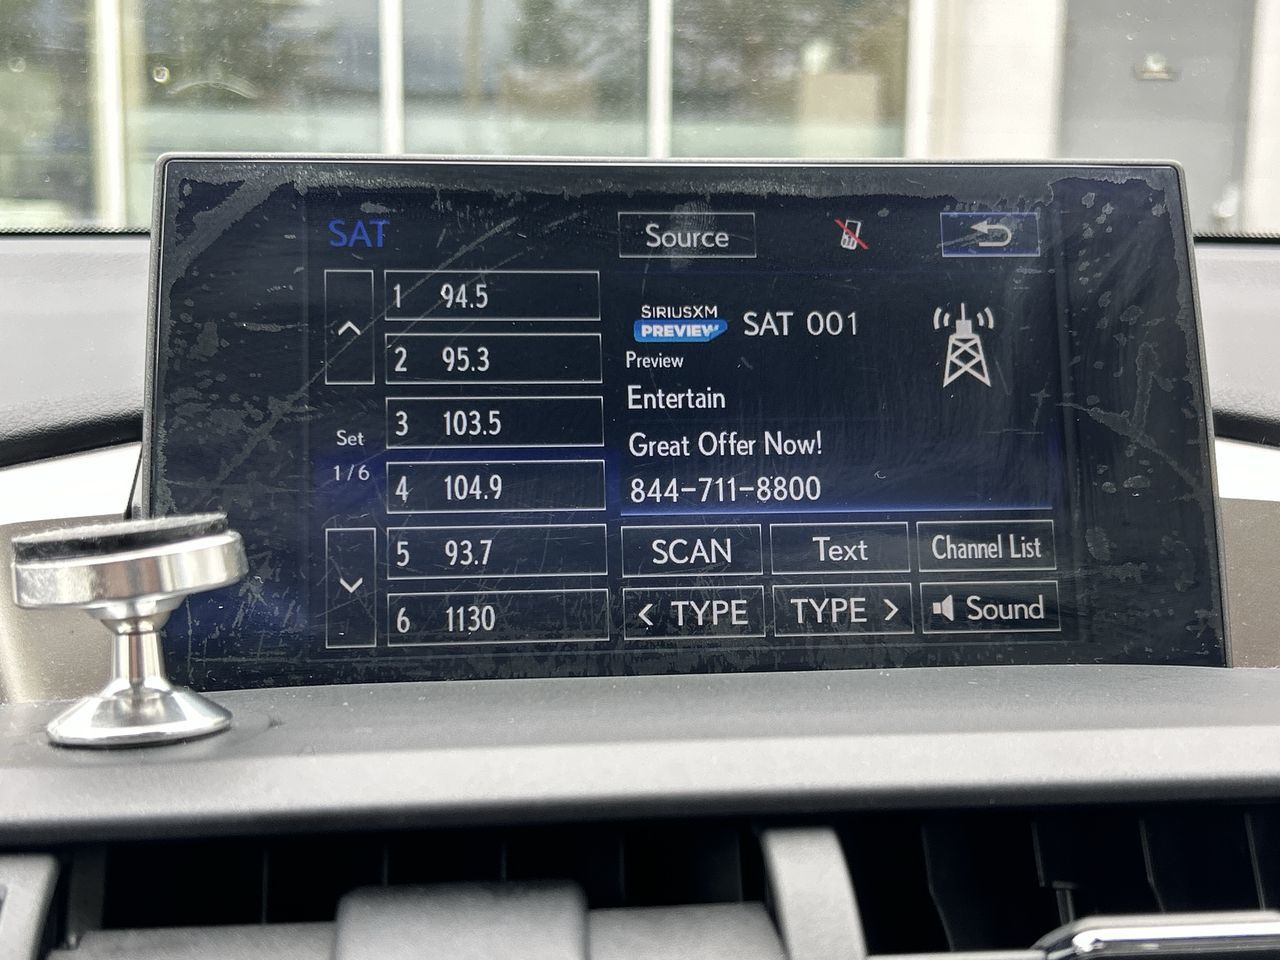 SAT
Source
1 94.5
2 95.3
3 103.5
4 104.9
5 93.7
6 1130
Set
1/6
SIRIUSXM
PREVIEW
SAT 001
Preview
Entertain
Great Offer Now!
844-711-8800
SCAN
Text
Channel List
< TYPE
TYPE >
Sound